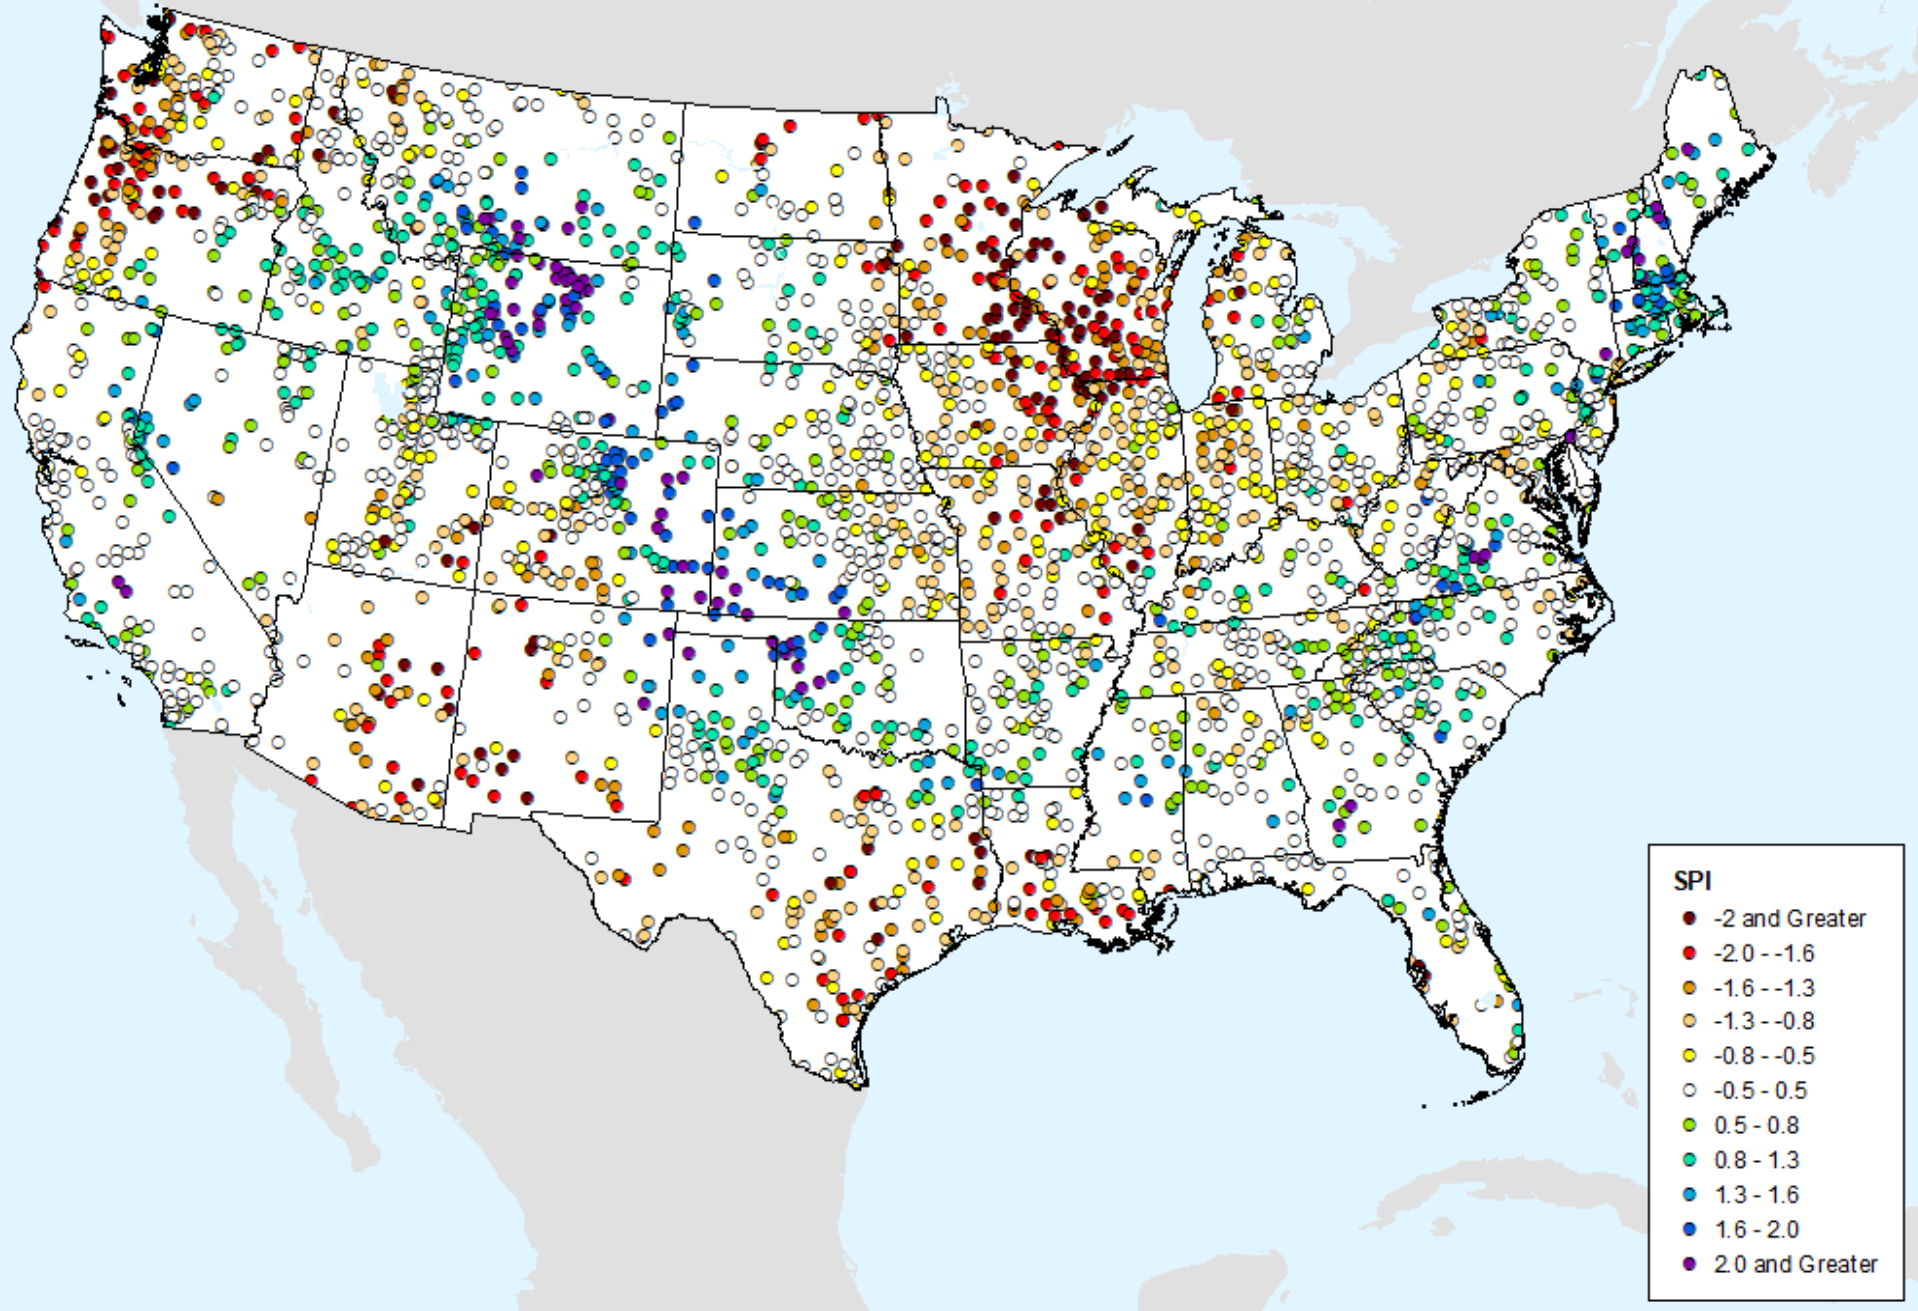 SPI
-2 and Greater
-2.0 - -1.6
-1.6 - -1.3
-1.3 - -0.8
-0.8 - -0.5
-0.5 - 0.5
0.5 - 0.8
0.8 - 1.3
1.3 - 1.6
1.6 - 2.0
2.0 and Greater